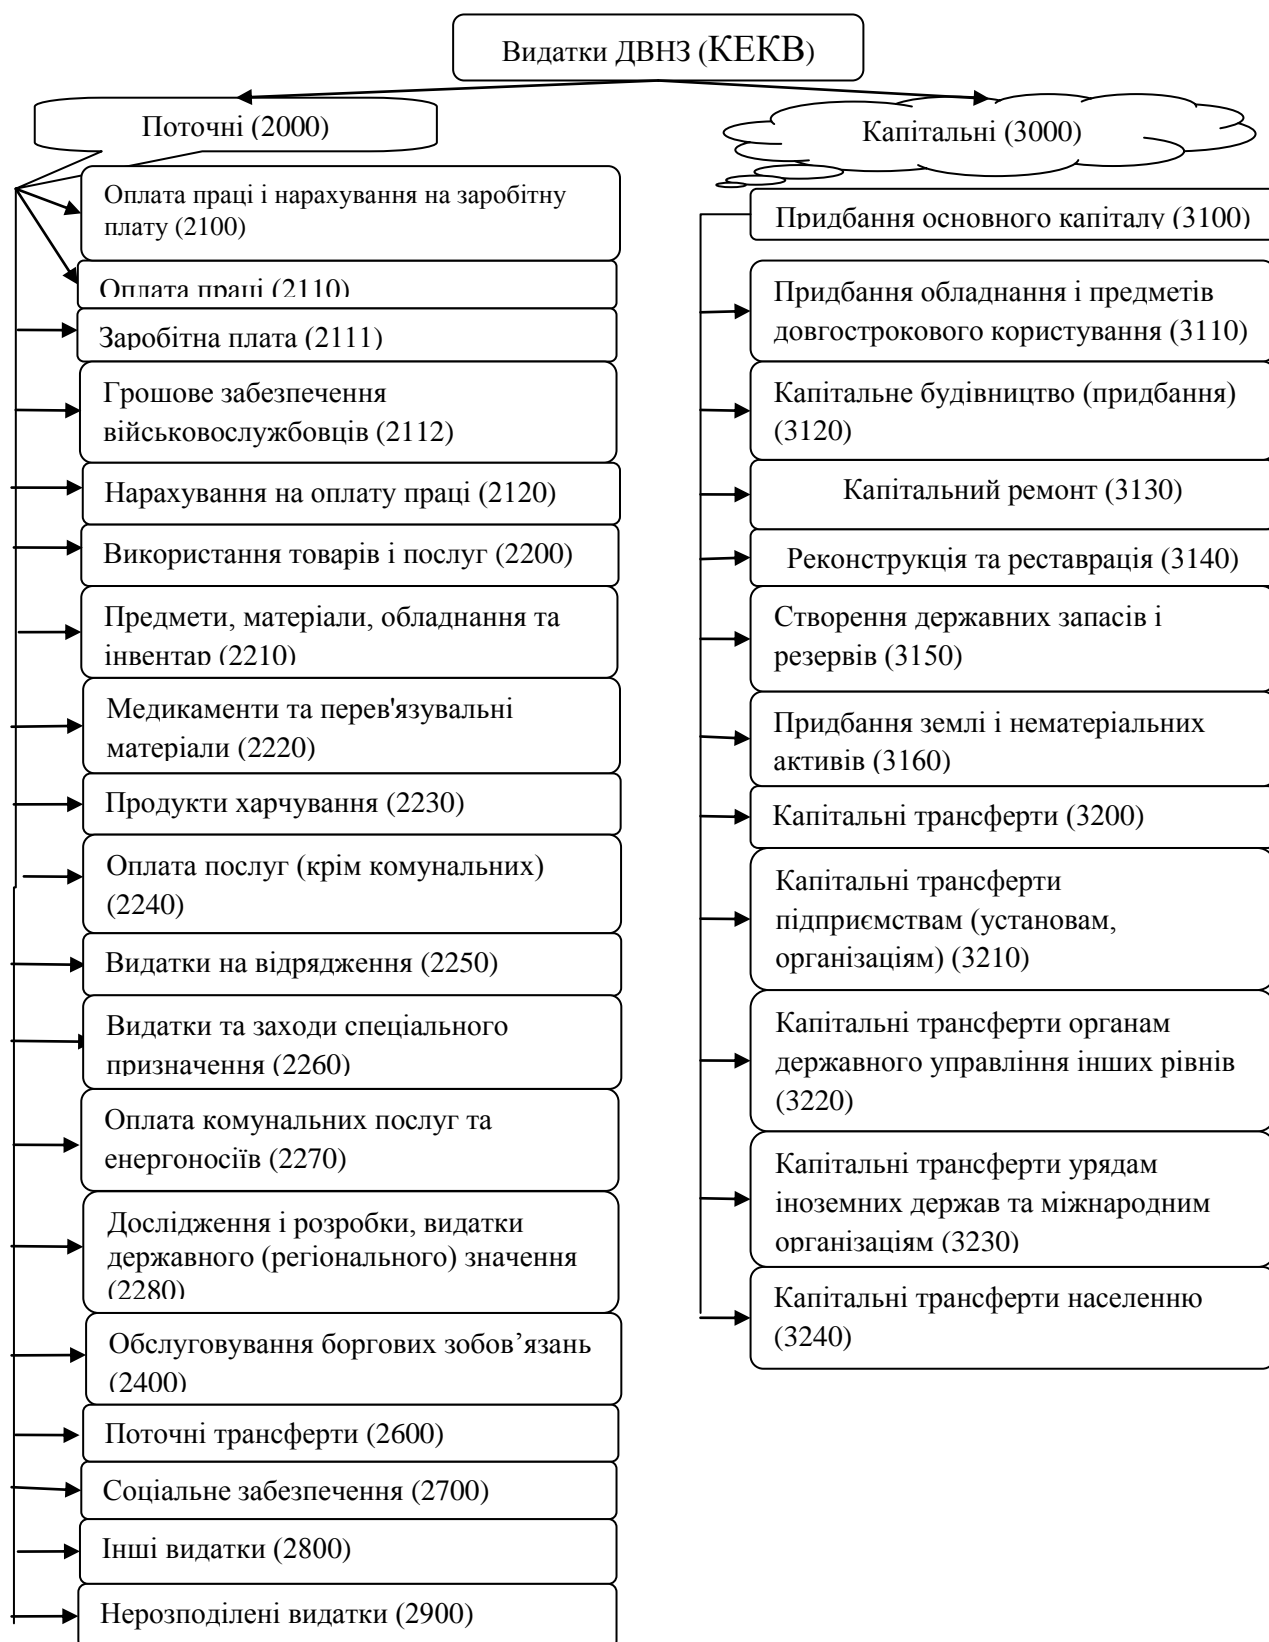 Видатки ДВНЗ (КЕКВ)
Поточні (2000)
Оплата праці і нарахування на заробітну
плату (2100)
Оплата праці (2110)
Заробітна плата (2111)
Грошове забезпечення
військовослужбовців (2112)
Нарахування на оплату праці (2120)
Використання товарів і послуг (2200)
Предмети, матеріали, обладнання та
інвентар (2210)
Медикаменти та перев'язувальні
матеріали (2220)
Продукти харчування (2230)
Оплата послуг (крім комунальних)
(2240)
Видатки на відрядження (2250)
Видатки та заходи спеціального
призначення (2260)
Оплата комунальних послуг та
енергоносіїв (2270)
Дослідження і розробки, видатки
державного (регіонального) значення
(2280)
Обслуговування боргових зобов’язань
(2400)
Поточні трансферти (2600)
Соціальне забезпечення (2700)
Інші видатки (2800)
Нерозподілені видатки (2900)
Капітальні (3000)
Придбання основного капіталу (3100)
Придбання обладнання і предметів
довгострокового користування (3110)
Капітальне будівництво (придбання)
(3120)
Капітальний ремонт (3130)
Реконструкція та реставрація (3140)
Створення державних запасів і
резервів (3150)
Придбання землі і нематеріальних
активів (3160)
Капітальні трансферти (3200)
Капітальні трансферти
підприємствам (установам,
організаціям) (3210)
Капітальні трансферти органам
державного управління інших рівнів
(3220)
Капітальні трансферти урядам
іноземних держав та міжнародним
організаціям (3230)
Капітальні трансферти населенню
(3240)